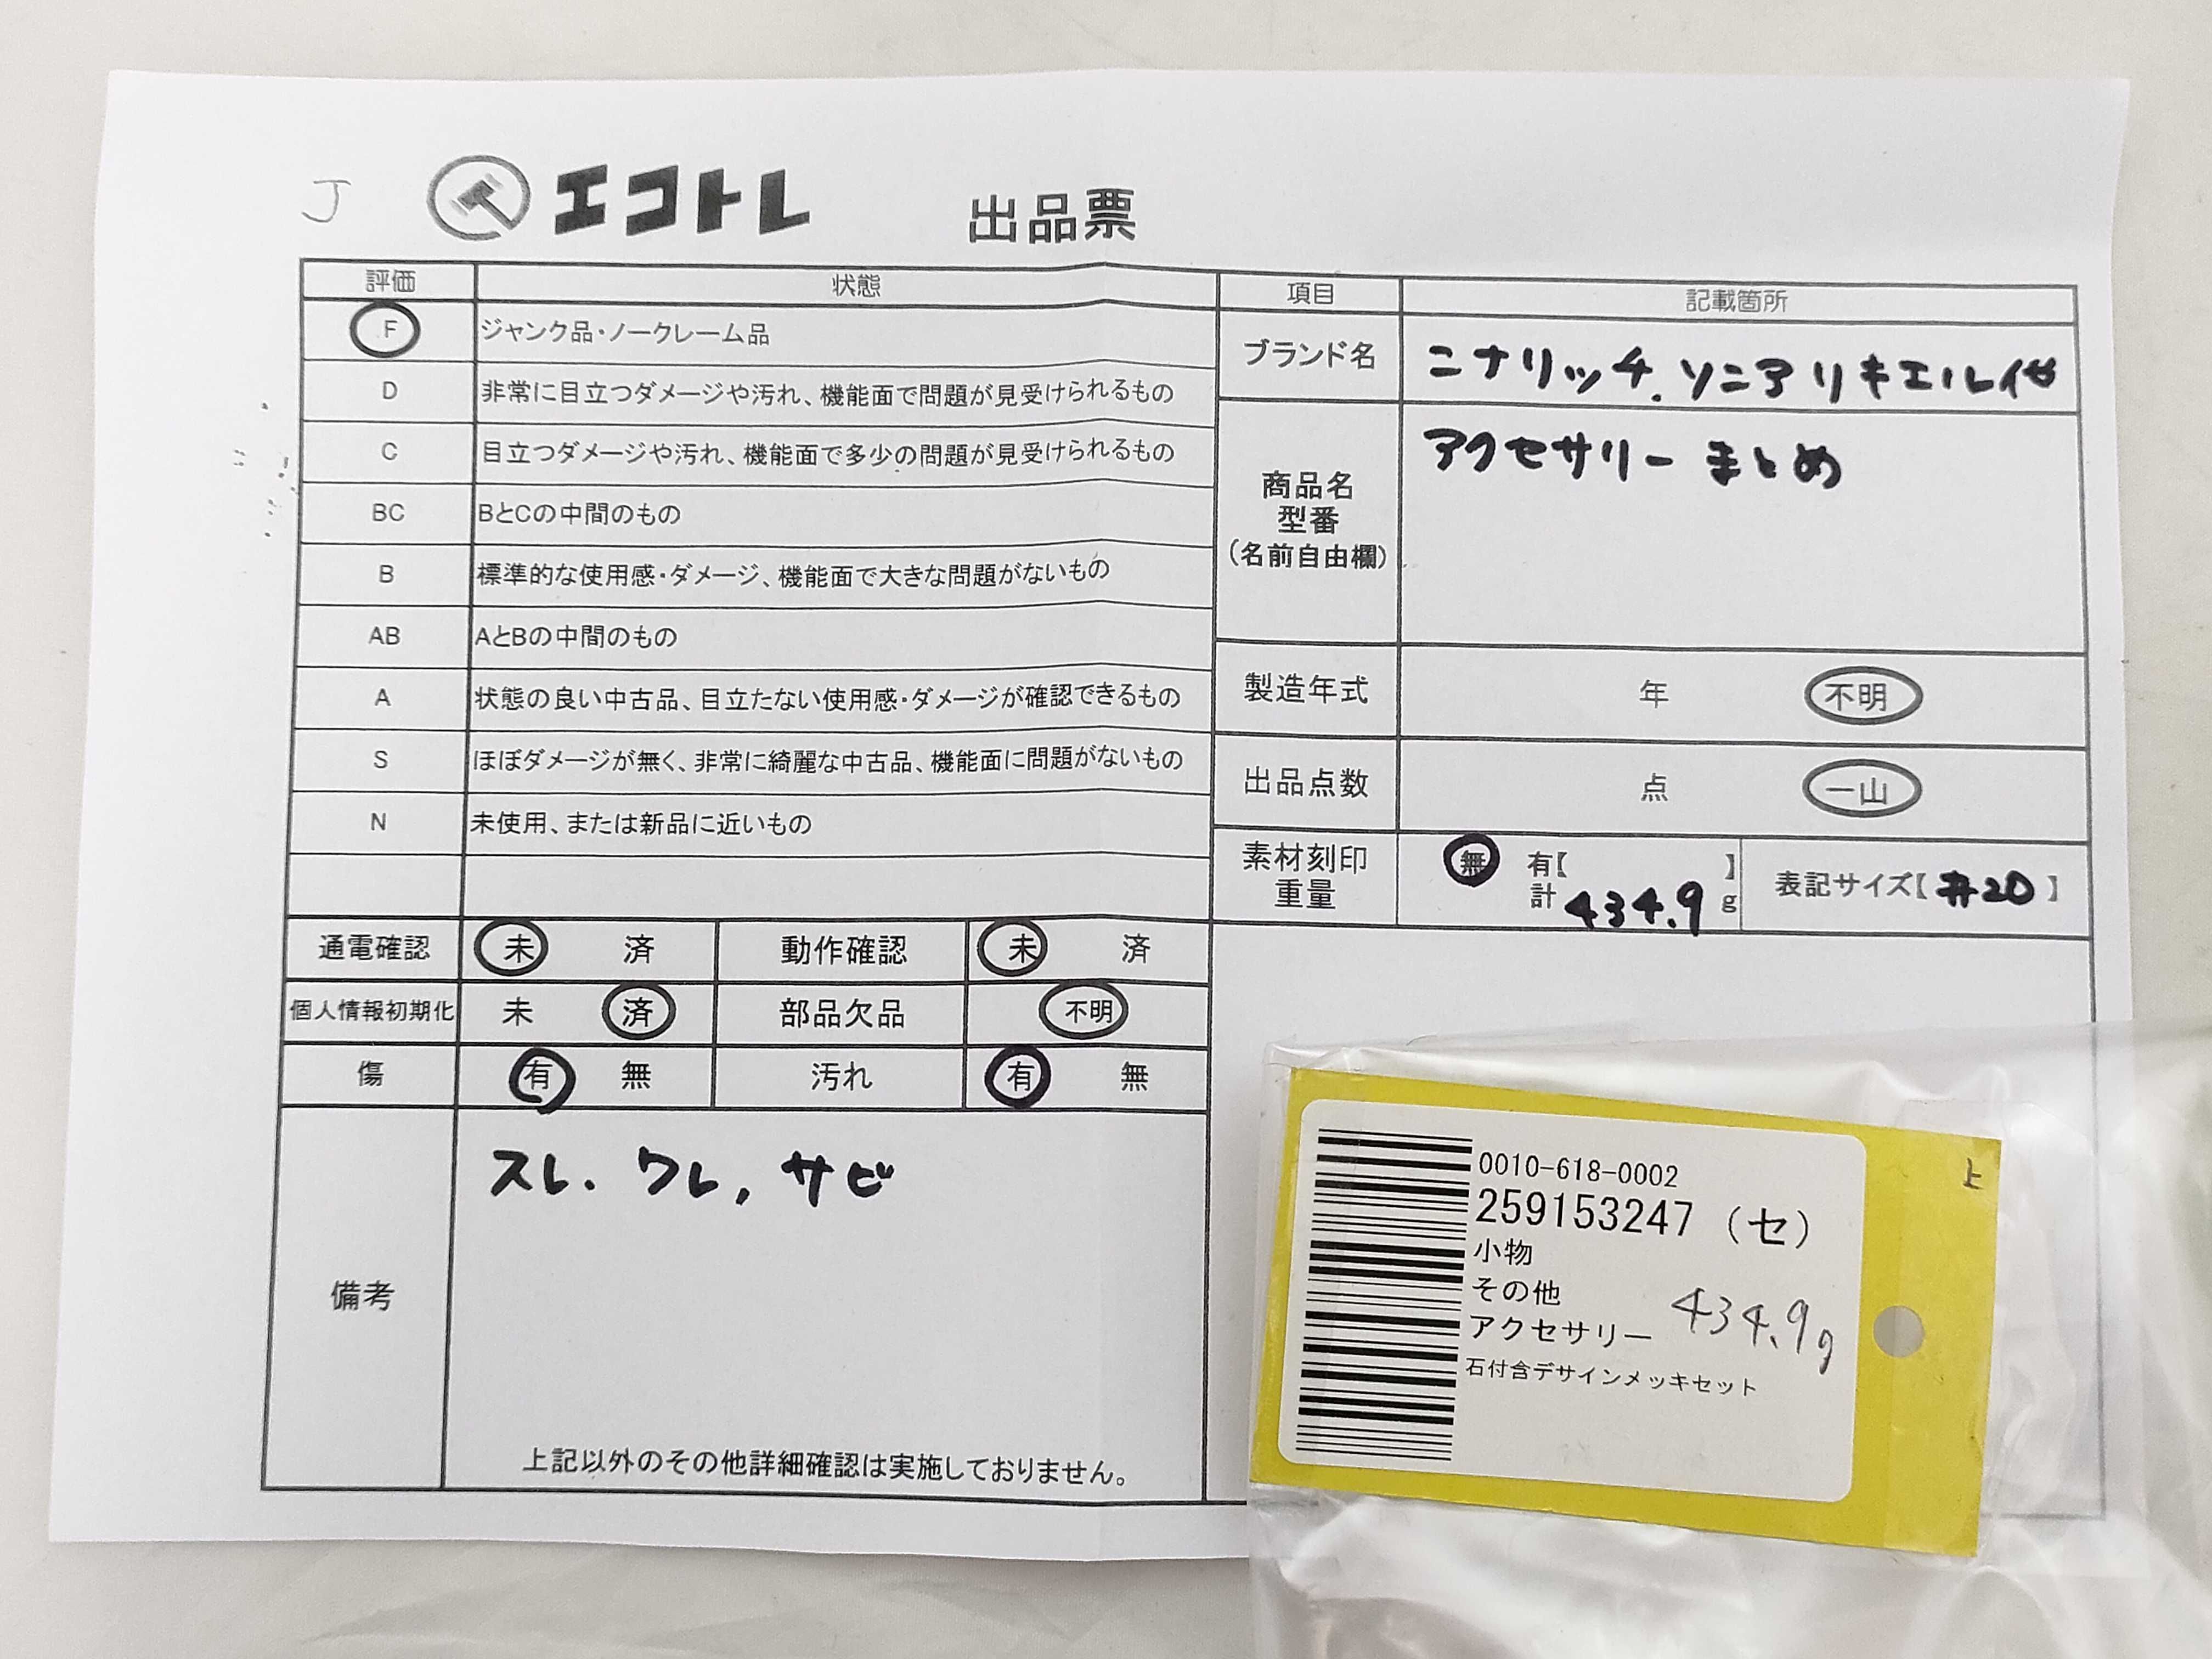 J
エコトレ 出品票
評価 状態
F ジャンク品・ノークレーム品
D 非常に目立つダメージや汚れ、機能面で問題が見受けられるもの
C 目立つダメージや汚れ、機能面で多少の問題が見受けられるもの
BC BとCの中間のもの
B 標準的な使用感・ダメージ、機能面で大きな問題がないもの
AB AとBの中間のもの
A 状態の良い中古品、目立たない使用感・ダメージが確認できるもの
S ほぼダメージが無く、非常に綺麗な中古品、機能面に問題がないもの
N 未使用、または新品に近いもの
通電確認 未 済 動作確認 未 済
個人情報初期化 未 済 部品欠品 不明
傷 有 無 汚れ 有 無
備考
スレ、ワレ、サビ
上記以外のその他詳細確認は実施しておりません。
項目 記載箇所
ブランド名 ニナリッチ、ソニアリキエル他
商品名
型番
(名前自由欄)
アクセサリーまとめ
製造年式 年 不明
出品点数 点 一山
素材刻印
重量
無 有【 】
計 434.9 g
表記サイズ【#20】
0010-618-0002
259153247 (セ)
小物
その他
アクセサリー
石付含デサインメッキセット
434.9g
上